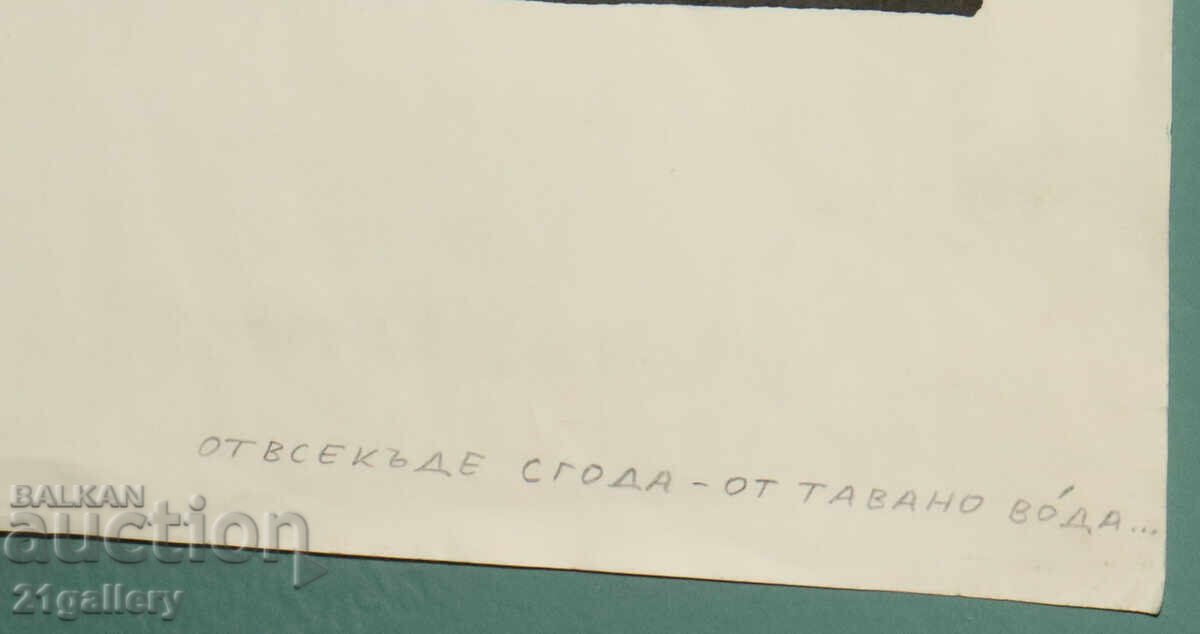 ОТВСЕКЪДЕ СГОДА - ОТ ТАВАНО ВО́ДА...
BALKAN
auction
21gallery